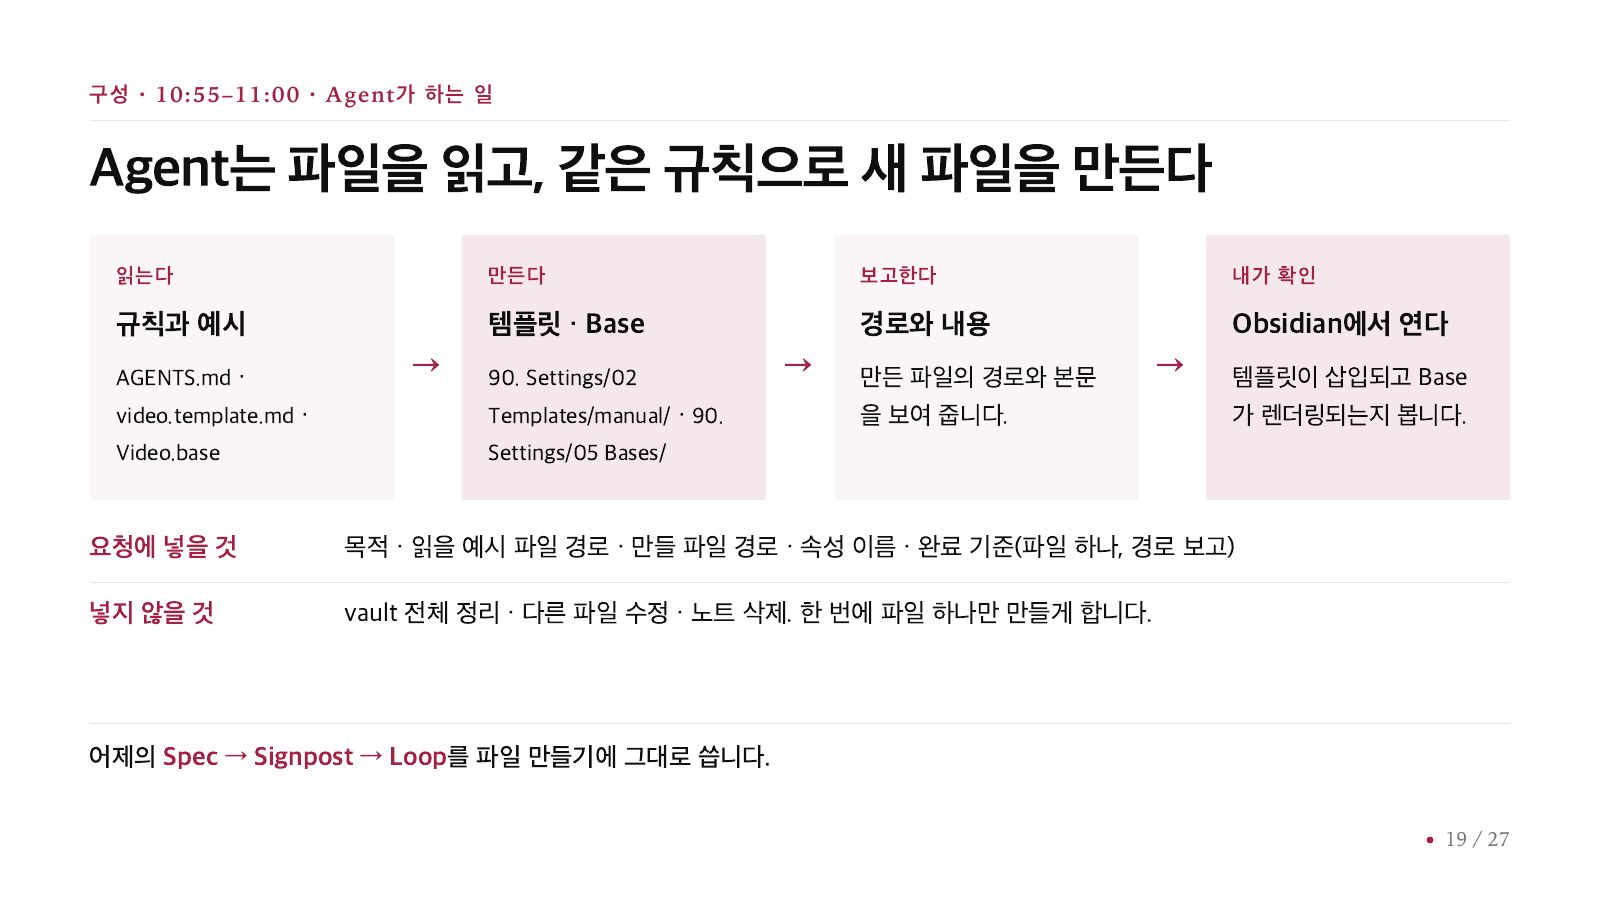 구성 · 10:55–11:00 · Agent가 하는 일
Agent는 파일을 읽고, 같은 규칙으로 새 파일을 만든다
읽는다
규칙과 예시
AGENTS.md ·
video.template.md ·
Video.base
→
만든다
템플릿 · Base
90. Settings/02
Templates/manual/ · 90.
Settings/05 Bases/
→
보고한다
경로와 내용
만든 파일의 경로와 본문
을 보여 줍니다.
→
내가 확인
Obsidian에서 연다
템플릿이 삽입되고 Base
가 렌더링되는지 봅니다.
요청에 넣을 것 목적 · 읽을 예시 파일 경로 · 만들 파일 경로 · 속성 이름 · 완료 기준(파일 하나, 경로 보고)
넣지 않을 것 vault 전체 정리 · 다른 파일 수정 · 노트 삭제. 한 번에 파일 하나만 만들게 합니다.
어제의 Spec → Signpost → Loop를 파일 만들기에 그대로 씁니다.
• 19 / 27